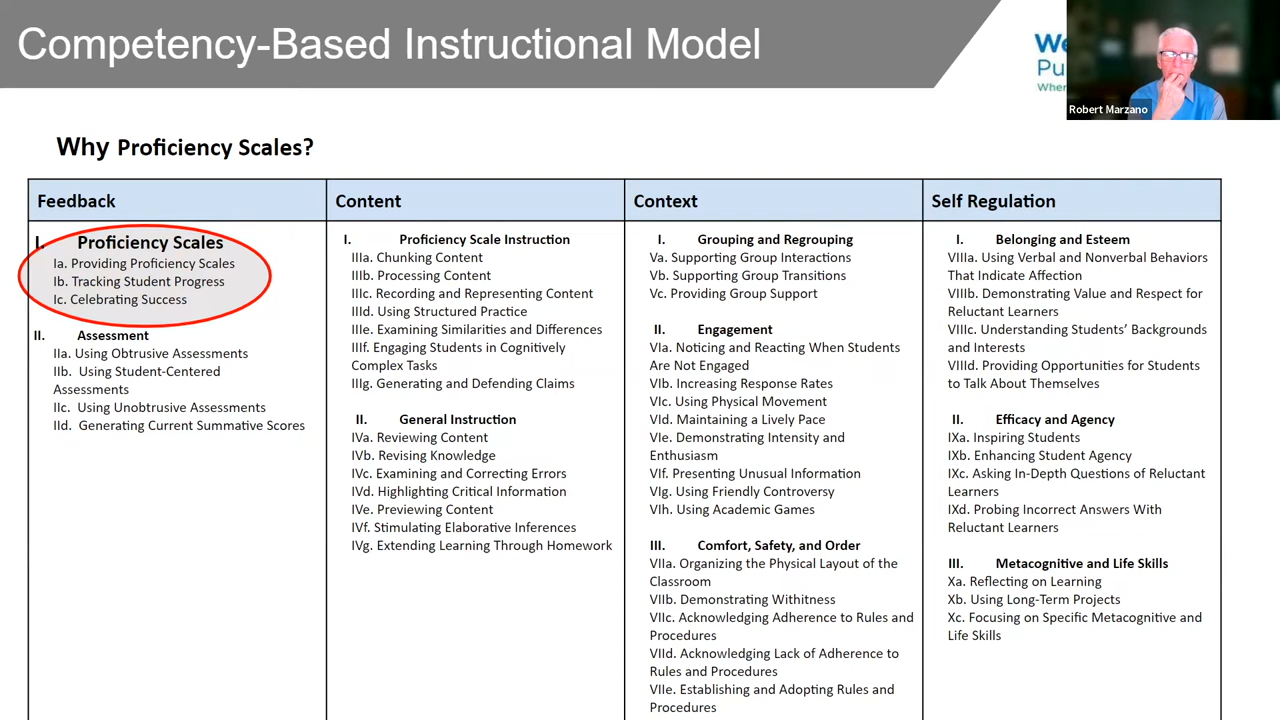 Competency-Based Instructional Model
We
Pu
Wher
Robert Marzano
Why Proficiency Scales?
Feedback
I. Proficiency Scales
Ia. Providing Proficiency Scales
Ib. Tracking Student Progress
Ic. Celebrating Success
II. Assessment
IIa. Using Obtrusive Assessments
IIb. Using Student-Centered
Assessments
IIc. Using Unobtrusive Assessments
IId. Generating Current Summative Scores
Content
I. Proficiency Scale Instruction
IIIa. Chunking Content
IIIb. Processing Content
IIIc. Recording and Representing Content
IIId. Using Structured Practice
IIIe. Examining Similarities and Differences
IIIf. Engaging Students in Cognitively
Complex Tasks
IIIg. Generating and Defending Claims
II. General Instruction
IVa. Reviewing Content
IVb. Revising Knowledge
IVc. Examining and Correcting Errors
IVd. Highlighting Critical Information
IVe. Previewing Content
IVf. Stimulating Elaborative Inferences
IVg. Extending Learning Through Homework
Context
I. Grouping and Regrouping
Va. Supporting Group Interactions
Vb. Supporting Group Transitions
Vc. Providing Group Support
II. Engagement
VIa. Noticing and Reacting When Students
Are Not Engaged
VIb. Increasing Response Rates
VIc. Using Physical Movement
VId. Maintaining a Lively Pace
VIe. Demonstrating Intensity and
Enthusiasm
VIf. Presenting Unusual Information
VIg. Using Friendly Controversy
VIh. Using Academic Games
III. Comfort, Safety, and Order
VIIa. Organizing the Physical Layout of the
Classroom
VIIb. Demonstrating Withitness
VIIc. Acknowledging Adherence to Rules and
Procedures
VIId. Acknowledging Lack of Adherence to
Rules and Procedures
VIIe. Establishing and Adopting Rules and
Procedures
Self Regulation
I. Belonging and Esteem
VIIIa. Using Verbal and Nonverbal Behaviors
That Indicate Affection
VIIIb. Demonstrating Value and Respect for
Reluctant Learners
VIIIc. Understanding Students' Backgrounds
and Interests
VIIId. Providing Opportunities for Students
to Talk About Themselves
II. Efficacy and Agency
IXa. Inspiring Students
IXb. Enhancing Student Agency
IXc. Asking In-Depth Questions of Reluctant
Learners
IXd. Probing Incorrect Answers With
Reluctant Learners
III. Metacognitive and Life Skills
Xa. Reflecting on Learning
Xb. Using Long-Term Projects
Xc. Focusing on Specific Metacognitive and
Life Skills